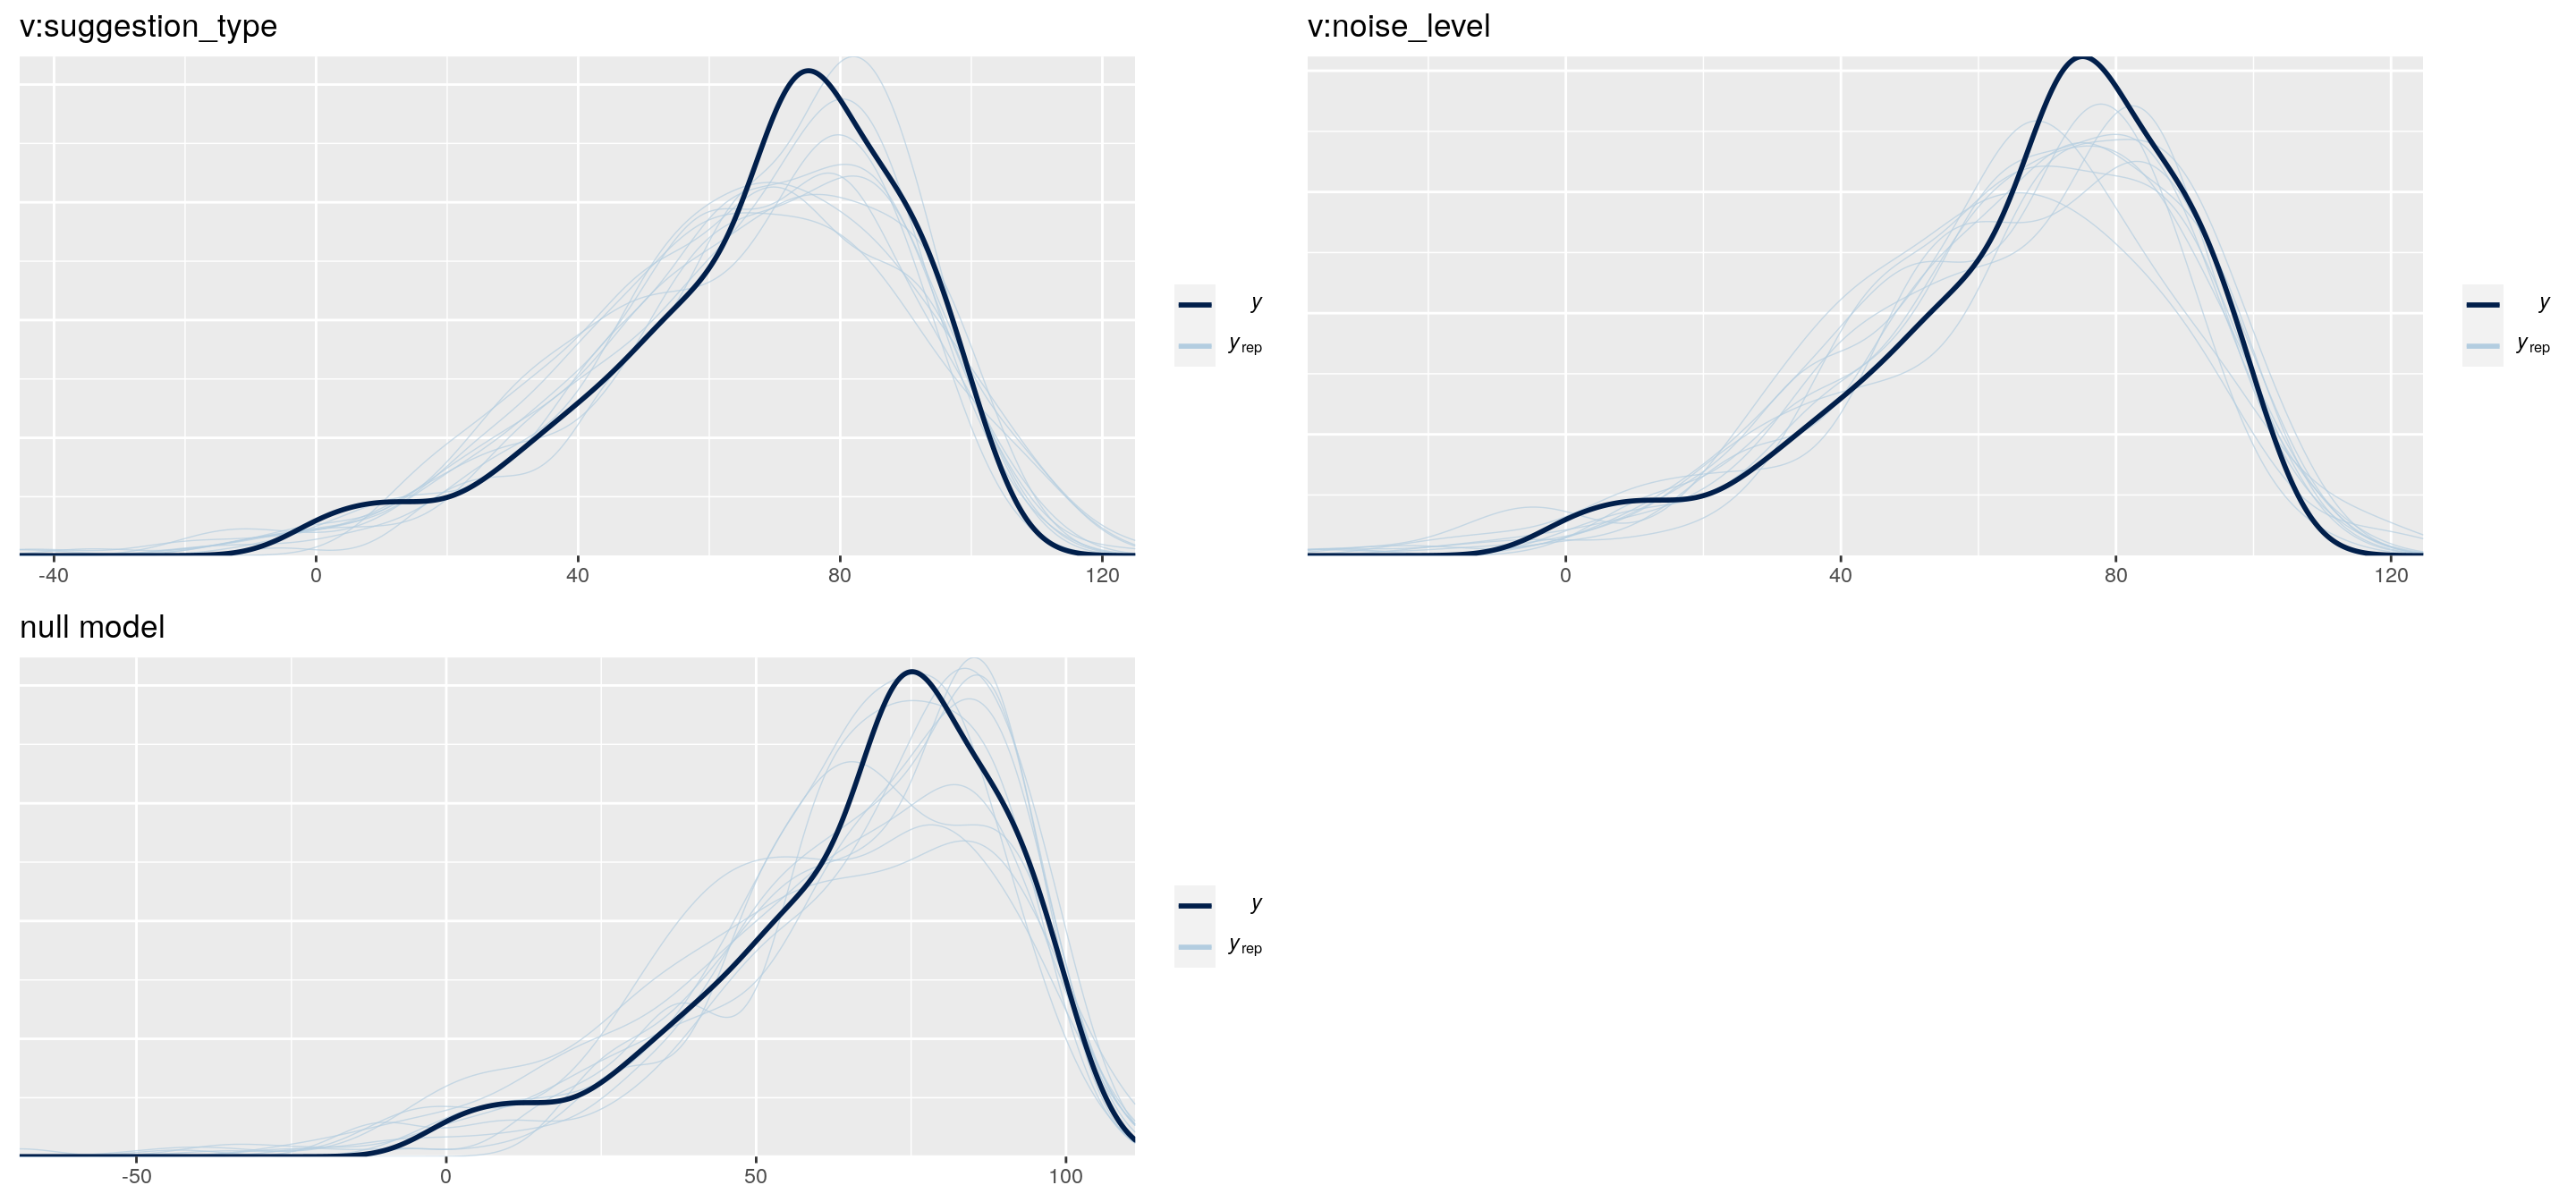 v:suggestion_type
y
y rep
-40 0 40 80 120
v:noise_level
y
y rep
0 40 80 120
null model
y
y rep
-50 0 50 100